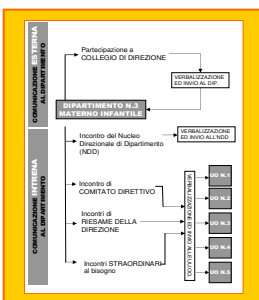 COMUNICAZIONE ESTERNA
AL DIPARTIMENTO
Partecipazione a
COLLEGIO DI DIREZIONE
VERBALIZZAZIONE
ED INVIO AL DIP.
DIPARTIMENTO N.3
MATERNO INFANTILE
COMUNICAZIONE INTRENA
AL DIPARTIMENTO
Incontro del Nucleo
Direzionale di Dipartimento
(NDD)
VERBALIZZAZIONE
ED INVIO ALL'NDD
Incontro di
COMITATO DIRETTIVO
Incontri di
RIESAME DELLA
DIREZIONE
Incontri STRAORDINARI
al bisogno
VERBALIZZAZIONE ED INVIO ALLE UU.OO.
UO N.1
UO N.2
UO N.3
UO N.4
UO N.5